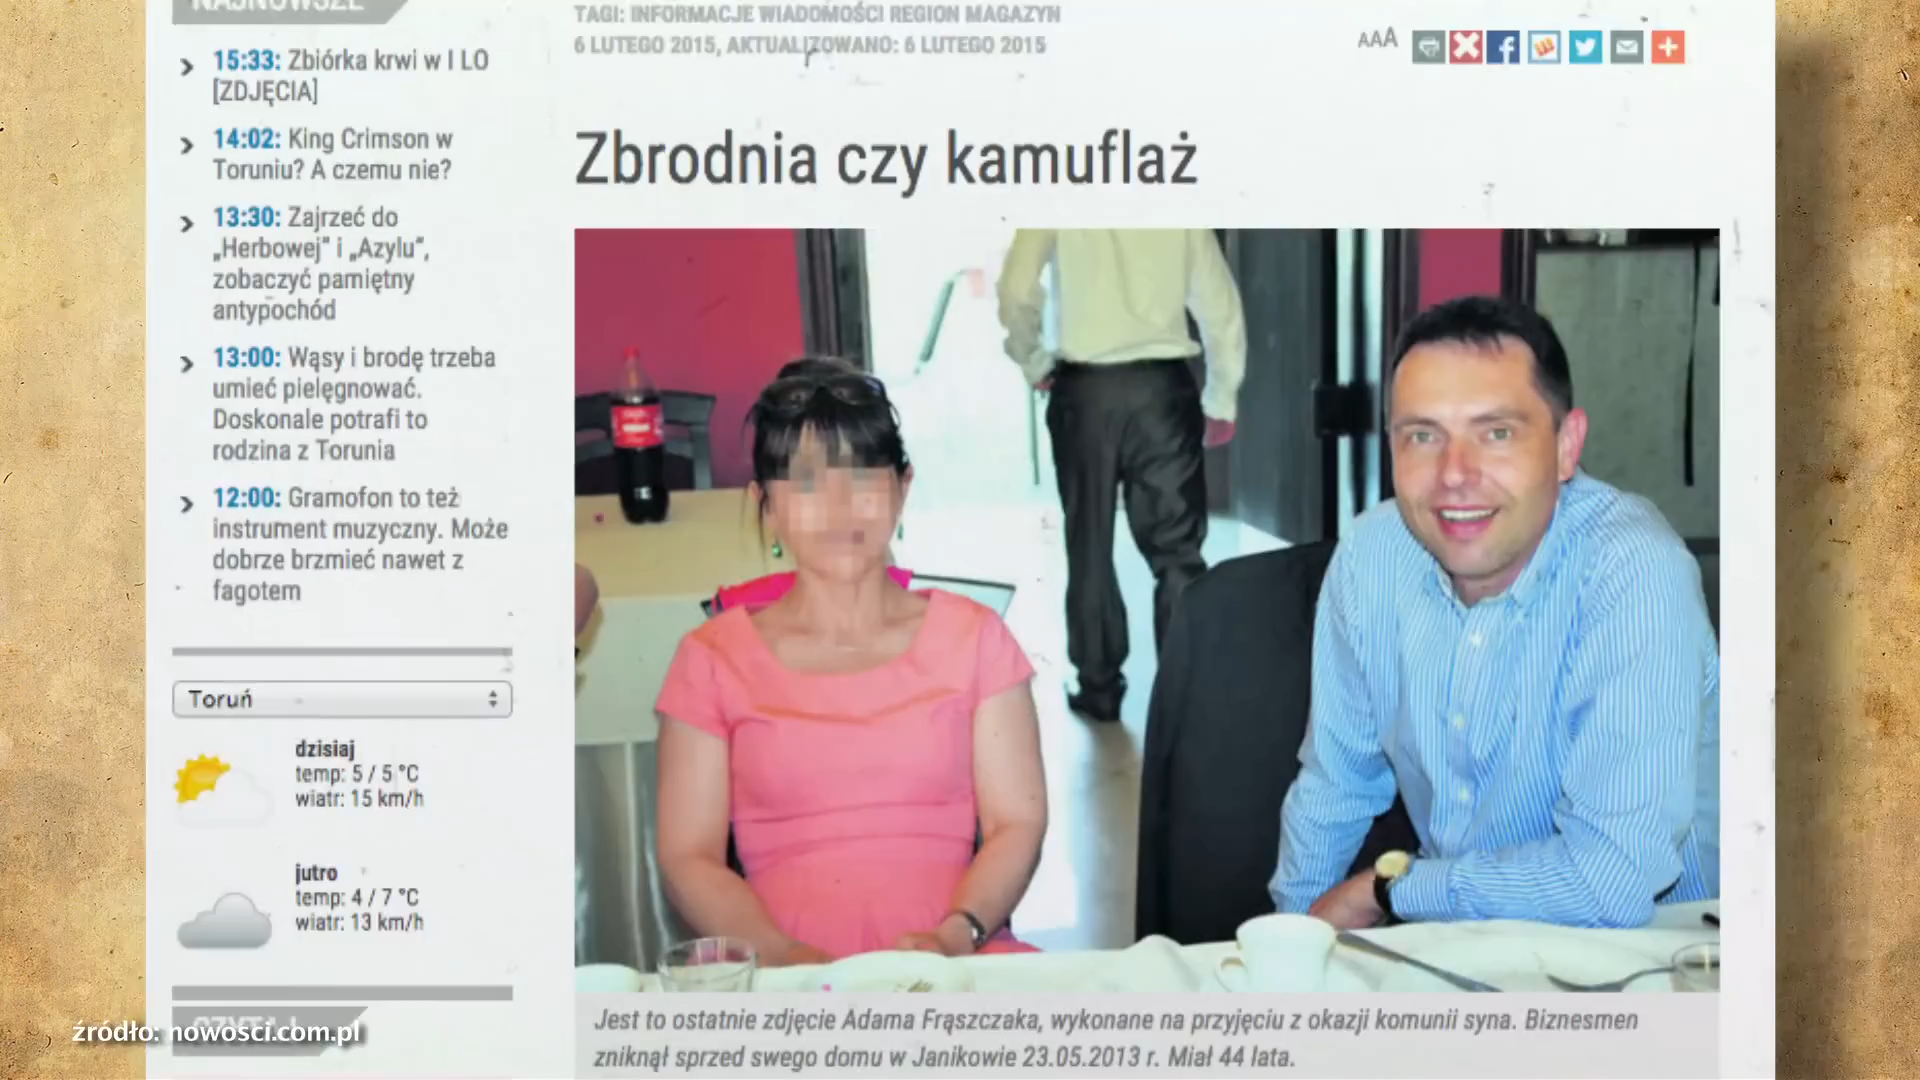 NAJNOWSZE
15:33: Zbiórka krwi w I LO
[ZDJĘCIA]
14:02: King Crimson w
Toruniu? A czemu nie?
13:30: Zajrzeć do
„Herbowej” i „Azylu”,
zobaczyć pamiętny
antypochód
13:00: Wąsy i brodę trzeba
umieć pielęgnować.
Doskonale potrafi to
rodzina z Torunia
12:00: Gramofon to też
instrument muzyczny. Może
dobrze brzmieć nawet z
fagotem
Toruń
dzisiaj
temp: 5 / 5 °C
wiatr: 15 km/h
jutro
temp: 4 / 7 °C
wiatr: 13 km/h
źródło: nowosci.com.pl
TAGI: INFORMACJE WIADOMOŚCI REGION MAGAZYN
6 LUTEGO 2015, AKTUALIZOWANO: 6 LUTEGO 2015
AAA
Zbrodnia czy kamuflaż
Jest to ostatnie zdjęcie Adama Frąszczaka, wykonane na przyjęciu z okazji komunii syna. Biznesmen
zniknął sprzed swego domu w Janikowie 23.05.2013 r. Miał 44 lata.